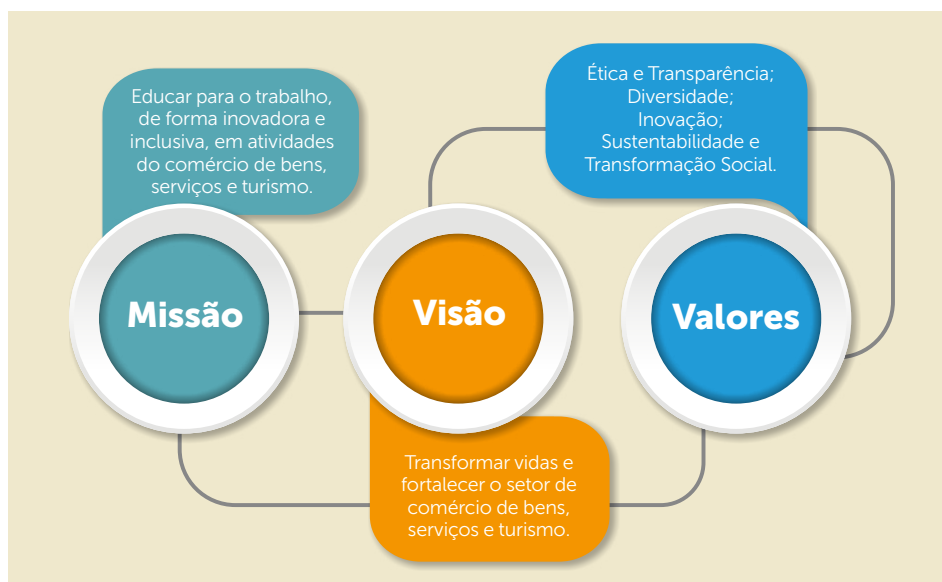 Educar para o trabalho,
de forma inovadora e
inclusiva, em atividades
do comércio de bens,
serviços e turismo.
Missão
Visão
Transformar vidas e
fortalecer o setor de
comércio de bens,
serviços e turismo.
Ética e Transparência;
Diversidade;
Inovação;
Sustentabilidade e
Transformação Social.
Valores